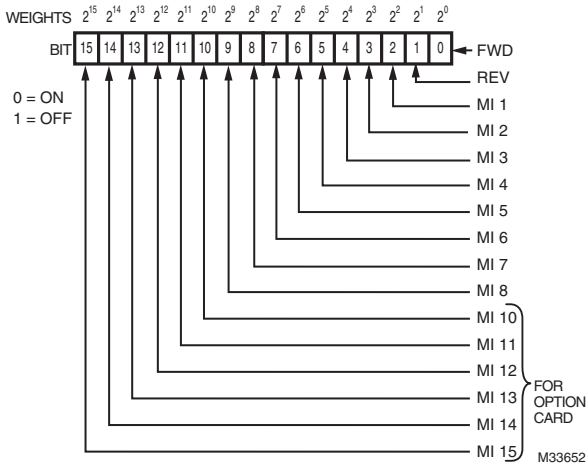 WEIGHTS 2^15 2^14 2^13 2^12 2^11 2^10 2^9 2^8 2^7 2^6 2^5 2^4 2^3 2^2 2^1 2^0
BIT 15 14 13 12 11 10 9 8 7 6 5 4 3 2 1 0 FWD
REV
0 = ON
1 = OFF
MI 1
MI 2
MI 3
MI 4
MI 5
MI 6
MI 7
MI 8
MI 10
MI 11
MI 12
MI 13
MI 14
MI 15
FOR
OPTION
CARD
M33652